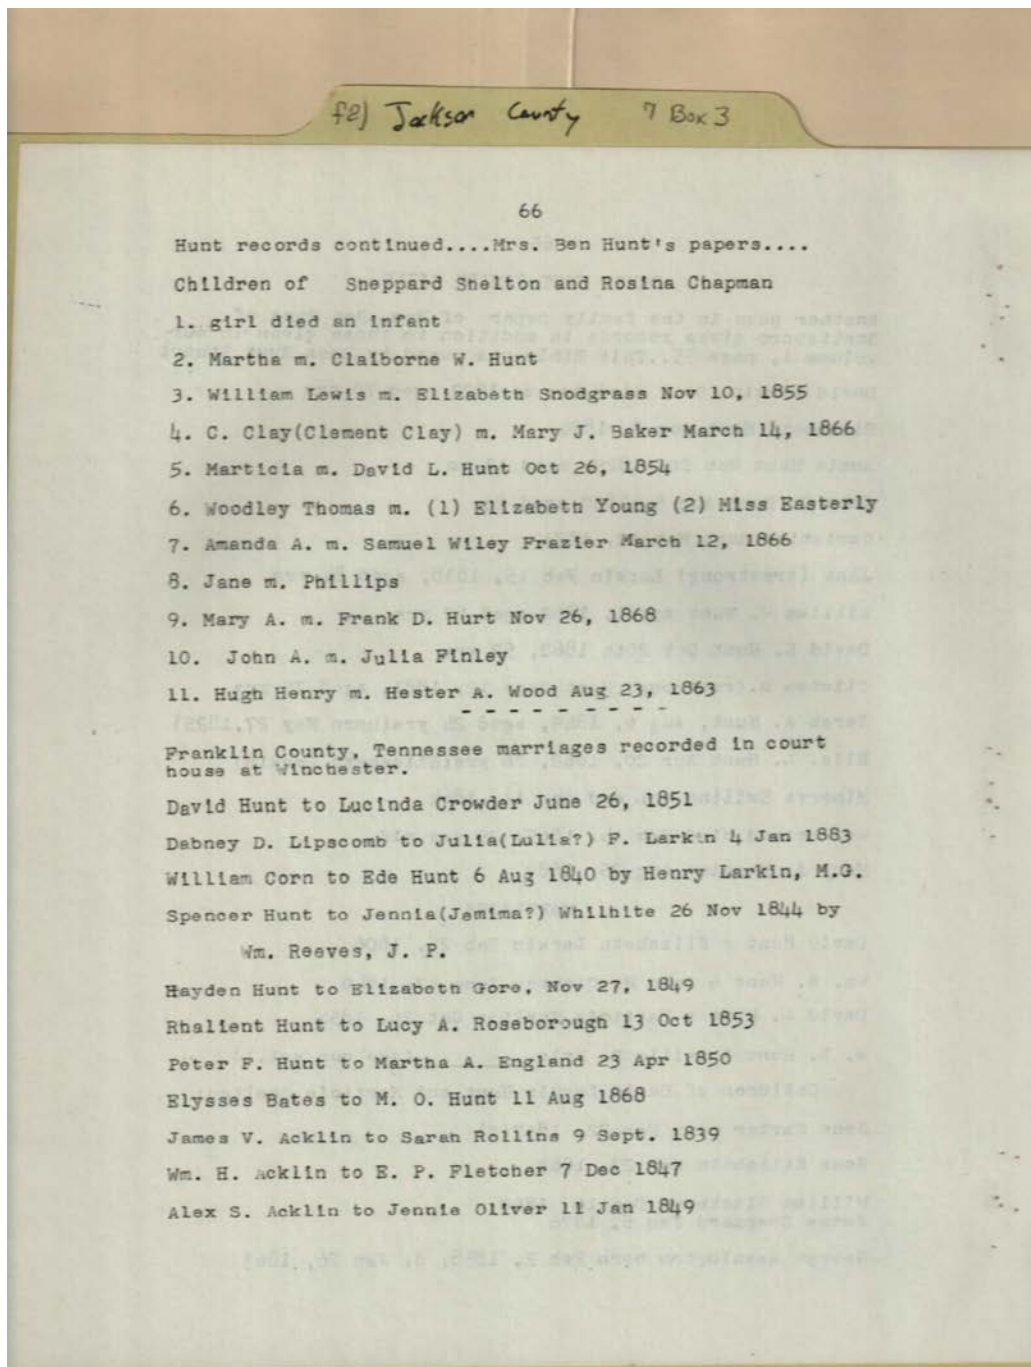 f2) Jackson County 7 Box 3
66
Hunt records continued....Mrs. Ben Hunt's papers....
Children of Sheppard Shelton and Rosina Chapman
1. girl died an infant
2. Martha m. Claiborne W. Hunt
3. William Lewis m. Elizabeth Snodgrass Nov 10, 1855
4. C. Clay(Clement Clay) m. Mary J. Baker March 14, 1866
5. Marticia m. David L. Hunt Oct 26, 1854
6. Woodley Thomas m. (1) Elizabeth Young (2) Miss Easterly
7. Amanda A. m. Samuel Wiley Frazier March 12, 1866
8. Jane m. Phillips
9. Mary A. m. Frank D. Hurt Nov 26, 1868
10. John A. m. Julia Finley
11. Hugh Henry m. Hester A. Wood Aug 23, 1863
- - - - - - - - -
Franklin County, Tennessee marriages recorded in court
house at Winchester.
David Hunt to Lucinda Crowder June 26, 1851
Dabney D. Lipscomb to Julia(Lulia?) F. Larkin 4 Jan 1883
William Corn to Ede Hunt 6 Aug 1840 by Henry Larkin, M.G.
Spencer Hunt to Jennia(Jemima?) Whilhite 26 Nov 1844 by
Wm. Reeves, J. P.
Hayden Hunt to Elizabeth Gore, Nov 27, 1849
Rhalient Hunt to Lucy A. Roseborough 13 Oct 1853
Peter F. Hunt to Martha A. England 23 Apr 1850
Elysses Bates to M. O. Hunt 11 Aug 1868
James V. Acklin to Sarah Rollins 9 Sept. 1839
Wm. H. Acklin to E. P. Fletcher 7 Dec 1847
Alex S. Acklin to Jennie Oliver 11 Jan 1849